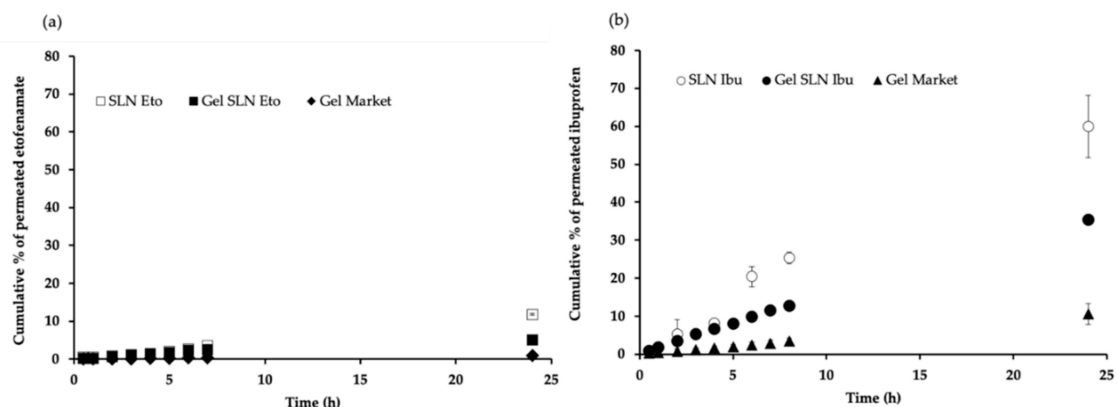 (a)
Cumulative % of permeated etofenamate
80
70
60
50
40
30
20
10
0
SLN Eto Gel SLN Eto Gel Market
0 5 10 15 20 25
Time (h)
(b)
Cumulative % of permeated ibuprofen
80
70
60
50
40
30
20
10
0
SLN Ibu Gel SLN Ibu Gel Market
0 5 10 15 20 25
Time (h)